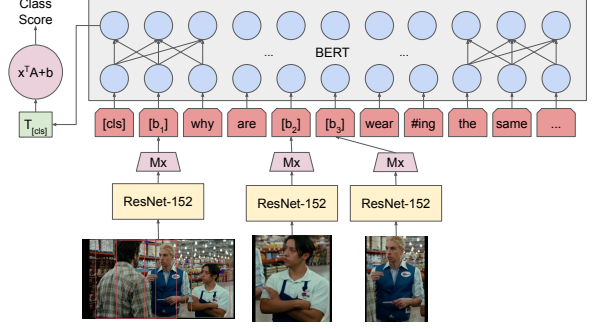 Class
Score
x^T A+b
T[cls]
... BERT ...
[cls] [b1] why are [b2] [b3] wear #ing the same ...
Mx Mx Mx
ResNet-152 ResNet-152 ResNet-152